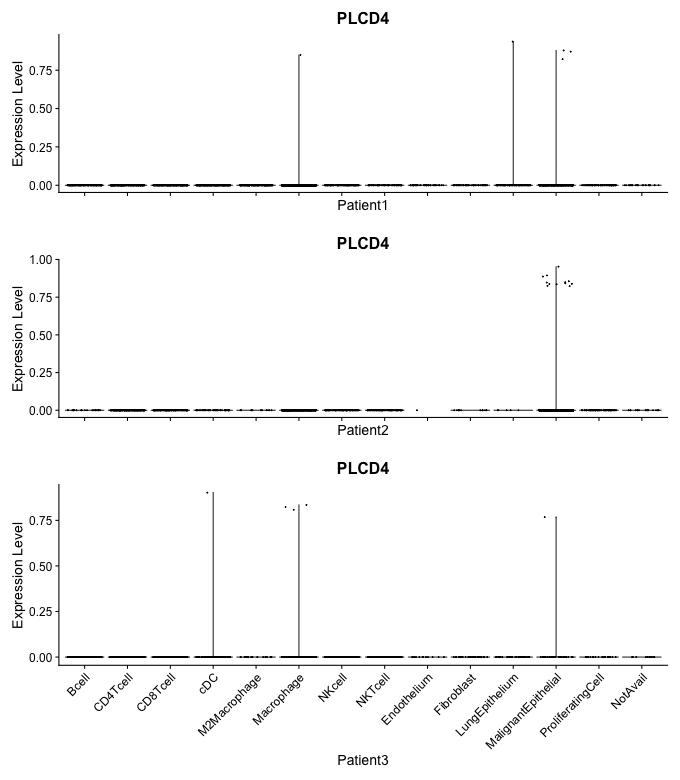 PLCD4
Expression Level
0.75
0.50
0.25
0.00
Patient1
PLCD4
Expression Level
1.00
0.75
0.50
0.25
0.00
Patient2
PLCD4
Expression Level
0.75
0.50
0.25
0.00
Bcell
CD4Tcell
CD8Tcell
cDC
M2Macrophage
Macrophage
NKcell
NKTcell
Endothelium
Fibroblast
LungEpithelium
MalignantEpithelial
ProliferatingCell
NotAvail
Patient3